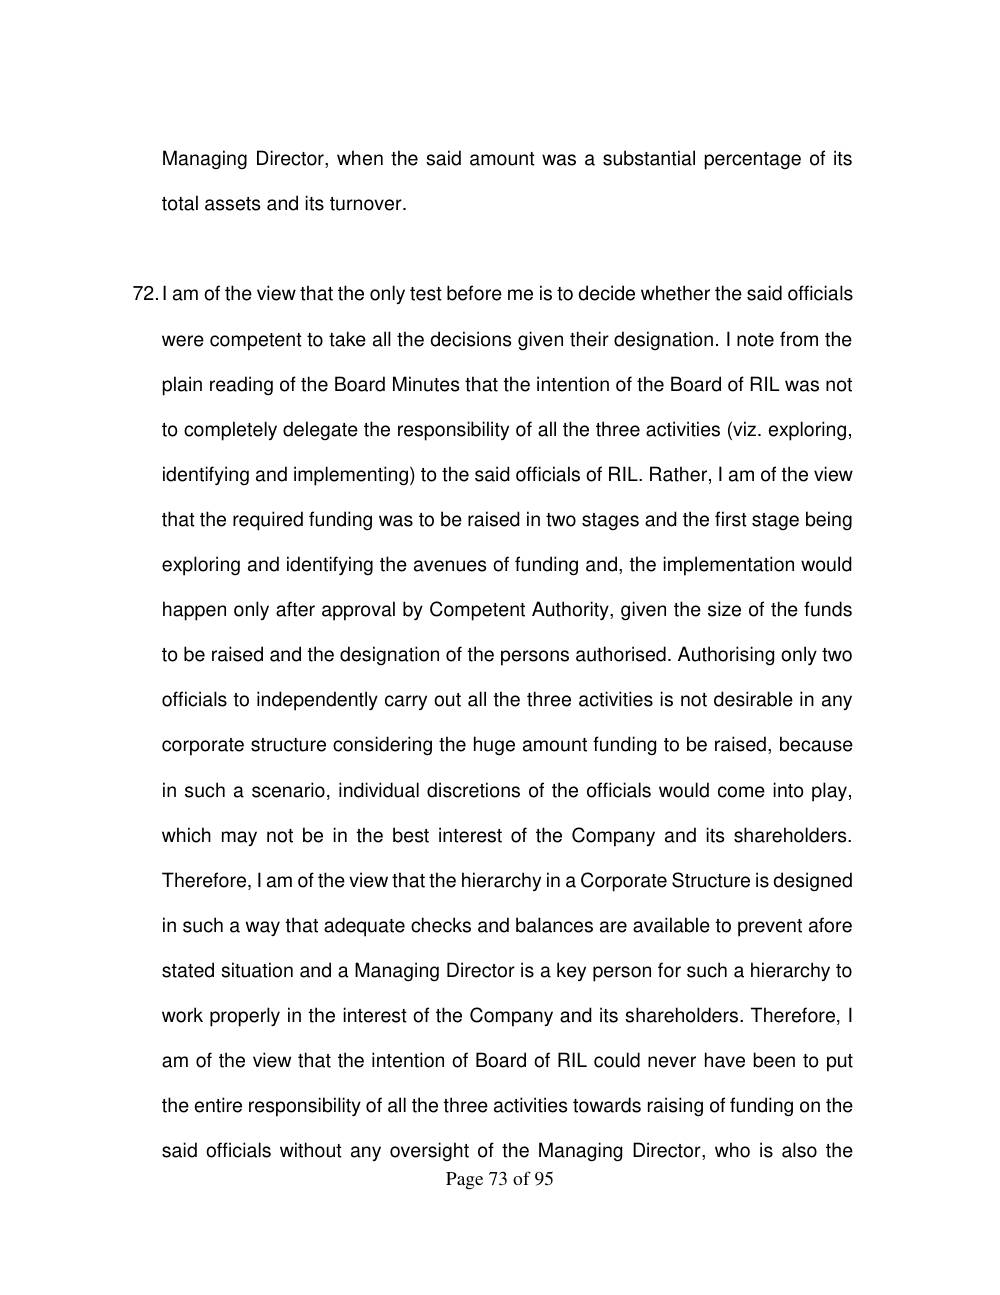 Managing Director, when the said amount was a substantial percentage of its
total assets and its turnover.
72. I am of the view that the only test before me is to decide whether the said officials
were competent to take all the decisions given their designation. I note from the
plain reading of the Board Minutes that the intention of the Board of RIL was not
to completely delegate the responsibility of all the three activities (viz. exploring,
identifying and implementing) to the said officials of RIL. Rather, I am of the view
that the required funding was to be raised in two stages and the first stage being
exploring and identifying the avenues of funding and, the implementation would
happen only after approval by Competent Authority, given the size of the funds
to be raised and the designation of the persons authorised. Authorising only two
officials to independently carry out all the three activities is not desirable in any
corporate structure considering the huge amount funding to be raised, because
in such a scenario, individual discretions of the officials would come into play,
which may not be in the best interest of the Company and its shareholders.
Therefore, I am of the view that the hierarchy in a Corporate Structure is designed
in such a way that adequate checks and balances are available to prevent afore
stated situation and a Managing Director is a key person for such a hierarchy to
work properly in the interest of the Company and its shareholders. Therefore, I
am of the view that the intention of Board of RIL could never have been to put
the entire responsibility of all the three activities towards raising of funding on the
said officials without any oversight of the Managing Director, who is also the
Page 73 of 95